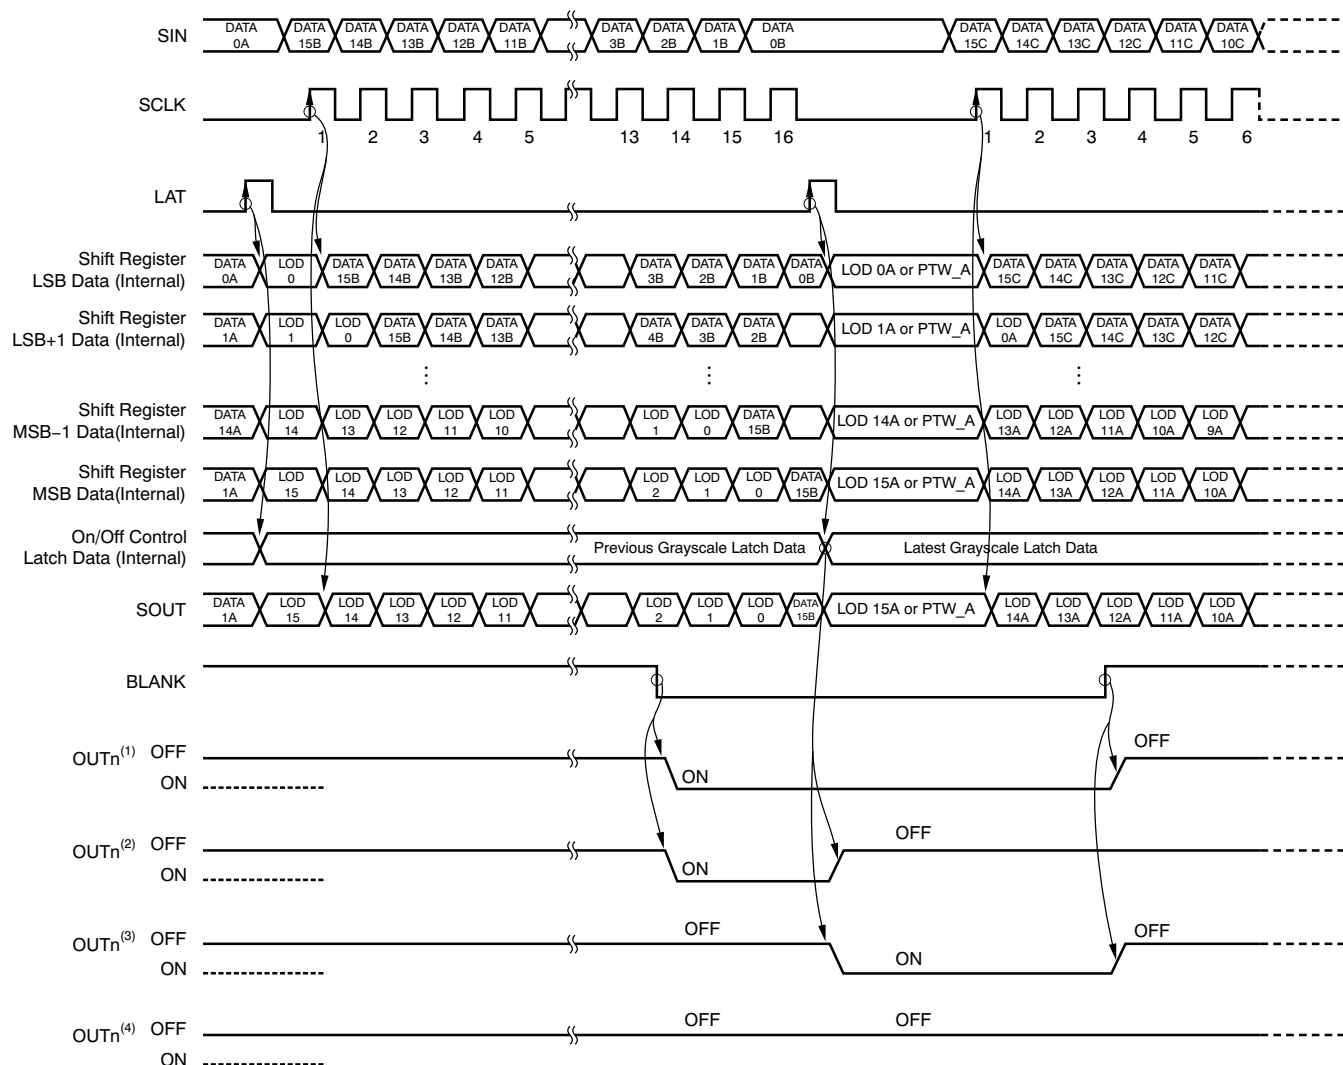 SIN DATA 0A DATA 15B DATA 14B DATA 13B DATA 12B DATA 11B DATA 3B DATA 2B DATA 1B DATA 0B DATA 15C DATA 14C DATA 13C DATA 12C DATA 11C DATA 10C
SCLK
1 2 3 4 5 13 14 15 16 1 2 3 4 5 6
LAT
Shift Register
LSB Data (Internal) DATA 0A LOD 0 DATA 15B DATA 14B DATA 13B DATA 12B DATA 3B DATA 2B DATA 1B DATA 0B LOD 0A or PTW_A DATA 15C DATA 14C DATA 13C DATA 12C DATA 11C
Shift Register
LSB+1 Data (Internal) DATA 1A LOD 1 LOD 0 DATA 15B DATA 14B DATA 13B DATA 4B DATA 3B DATA 2B LOD 1A or PTW_A LOD 0A DATA 15C DATA 14C DATA 13C DATA 12C
Shift Register
MSB−1 Data(Internal) DATA 14A LOD 14 LOD 13 LOD 12 LOD 11 LOD 10 LOD 1 LOD 0 DATA 15B LOD 14A or PTW_A LOD 13A LOD 12A LOD 11A LOD 10A LOD 9A
Shift Register
MSB Data(Internal) DATA 1A LOD 15 LOD 14 LOD 13 LOD 12 LOD 11 LOD 2 LOD 1 LOD 0 DATA 15B LOD 15A or PTW_A LOD 14A LOD 13A LOD 12A LOD 11A LOD 10A
On/Off Control
Latch Data (Internal) Previous Grayscale Latch Data Latest Grayscale Latch Data
SOUT DATA 1A LOD 15 LOD 14 LOD 13 LOD 12 LOD 11 LOD 2 LOD 1 LOD 0 DATA 15B LOD 15A or PTW_A LOD 14A LOD 13A LOD 12A LOD 11A LOD 10A
BLANK
OUTn(1) OFF OFF
ON ON
OUTn(2) OFF OFF
ON ON
OUTn(3) OFF OFF OFF
ON ON
OUTn(4) OFF OFF OFF
ON